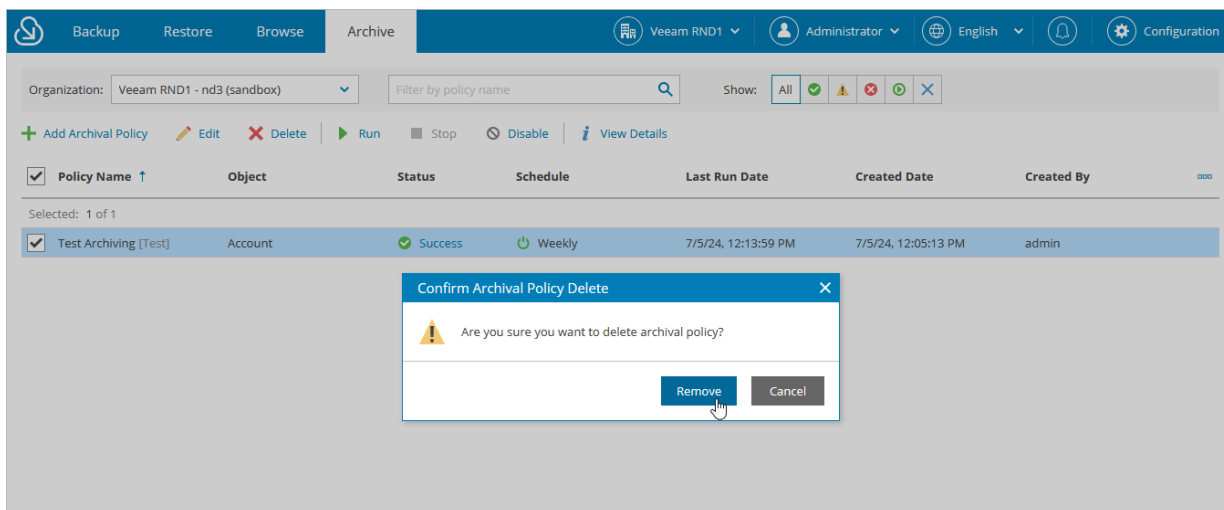 Backup Restore Browse Archive Veeam RND1 Administrator English Configuration
Organization: Veeam RND1 - nd3 (sandbox) Filter by policy name Show: All
Add Archival Policy Edit Delete Run Stop Disable View Details
Policy Name Object Status Schedule Last Run Date Created Date Created By
Selected: 1 of 1
Test Archiving [Test] Account Success Weekly 7/5/24, 12:13:59 PM 7/5/24, 12:05:13 PM admin
Confirm Archival Policy Delete
Are you sure you want to delete archival policy?
Remove Cancel